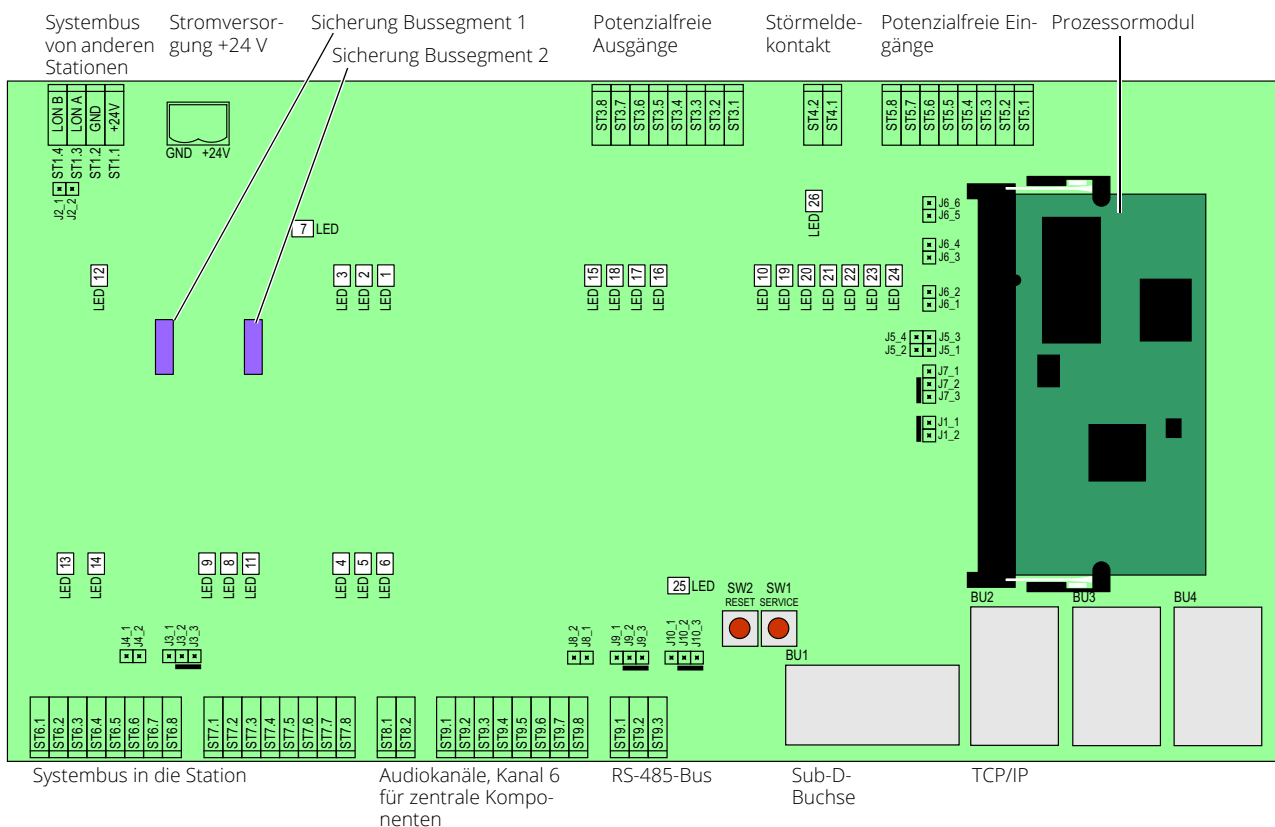 Systembus
von anderen
Stationen
Stromversor-
gung +24 V
Sicherung Bussegment 1
Sicherung Bussegment 2
Potenzialfreie
Ausgänge
Störmelde-
kontakt
Potenzialfreie Ein-
gänge
Prozessormodul
LON B
LON A
GND
+24V
ST1.4
ST1.3
ST1.2
ST1.1
J2_1
J2_2
GND +24V
ST3.8
ST3.7
ST3.6
ST3.5
ST3.4
ST3.3
ST3.2
ST3.1
ST4.2
ST4.1
ST5.8
ST5.7
ST5.6
ST5.5
ST5.4
ST5.3
ST5.2
ST5.1
7 LED
LED 26
J6_6
J6_5
J6_4
J6_3
J6_2
J6_1
J5_4 J5_3
J5_2 J5_1
J7_1
J7_2
J7_3
J1_1
J1_2
LED 12
LED 3
LED 2
LED 1
LED 15
LED 18
LED 17
LED 16
LED 10
LED 19
LED 20
LED 21
LED 22
LED 23
LED 24
LED 13
LED 14
LED 9
LED 8
LED 11
LED 4
LED 5
LED 6
25 LED
SW2 SW1
RESET SERVICE
BU2
BU3
BU4
BU1
J4_1
J4_2
J3_1
J3_2
J3_3
J8_2
J8_1
J9_1
J9_2
J9_3
J10_1
J10_2
J10_3
ST6.1
ST6.2
ST6.3
ST6.4
ST6.5
ST6.6
ST6.7
ST6.8
ST7.1
ST7.2
ST7.3
ST7.4
ST7.5
ST7.6
ST7.7
ST7.8
ST8.1
ST8.2
ST9.1
ST9.2
ST9.3
ST9.4
ST9.5
ST9.6
ST9.7
ST9.8
ST9.1
ST9.2
ST9.3
Systembus in die Station
Audiokanäle, Kanal 6
für zentrale Kompo-
nenten
RS-485-Bus
Sub-D-
Buchse
TCP/IP